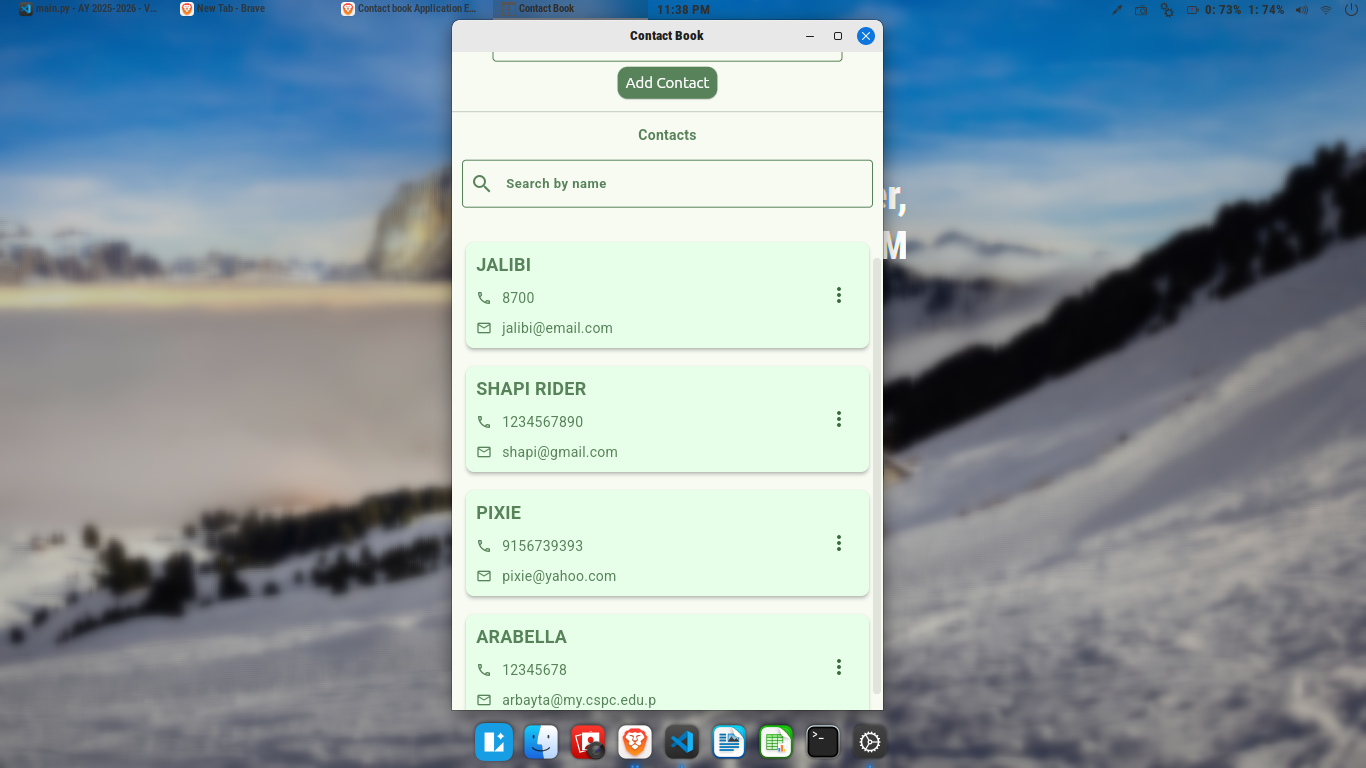 main.py - AY 2025-2026 - V...
New Tab - Brave
Contact book Application E...
Contact Book
11:38 PM
0: 73% 1: 74%
Contact Book
Add Contact
Contacts
Search by name
er,
M
JALIBI
8700
jalibi@email.com
SHAPI RIDER
1234567890
shapi@gmail.com
PIXIE
9156739393
pixie@yahoo.com
ARABELLA
12345678
arbayta@my.cspc.edu.p
>_